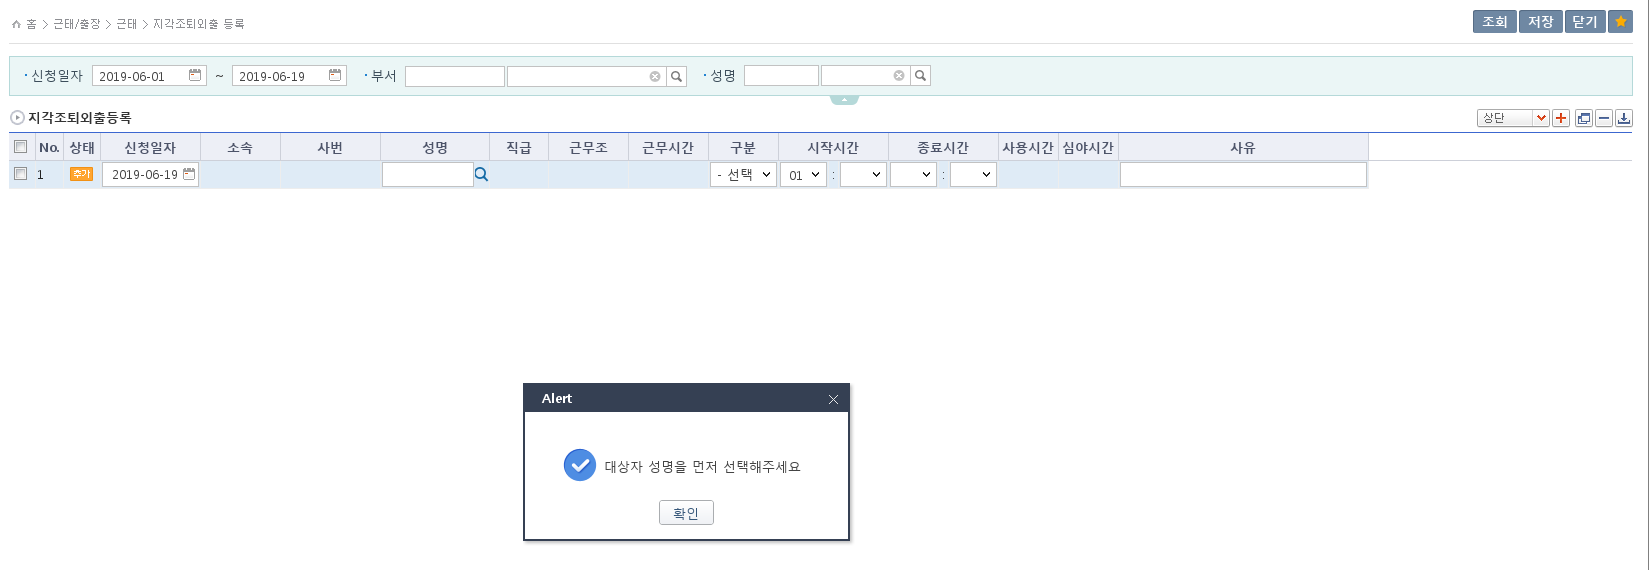 홈 > 근태/출장 > 근태 > 지각조퇴외출 등록
조회 저장 닫기
· 신청일자 2019-06-01 ~ 2019-06-19 · 부서 · 성명
지각조퇴외출등록 상단
No. 상태 신청일자 소속 사번 성명 직급 근무조 근무시간 구분 시작시간 종료시간 사용시간 심야시간 사유
1 추가 2019-06-19 - 선택 01 : :
Alert
대상자 성명을 먼저 선택해주세요
확인